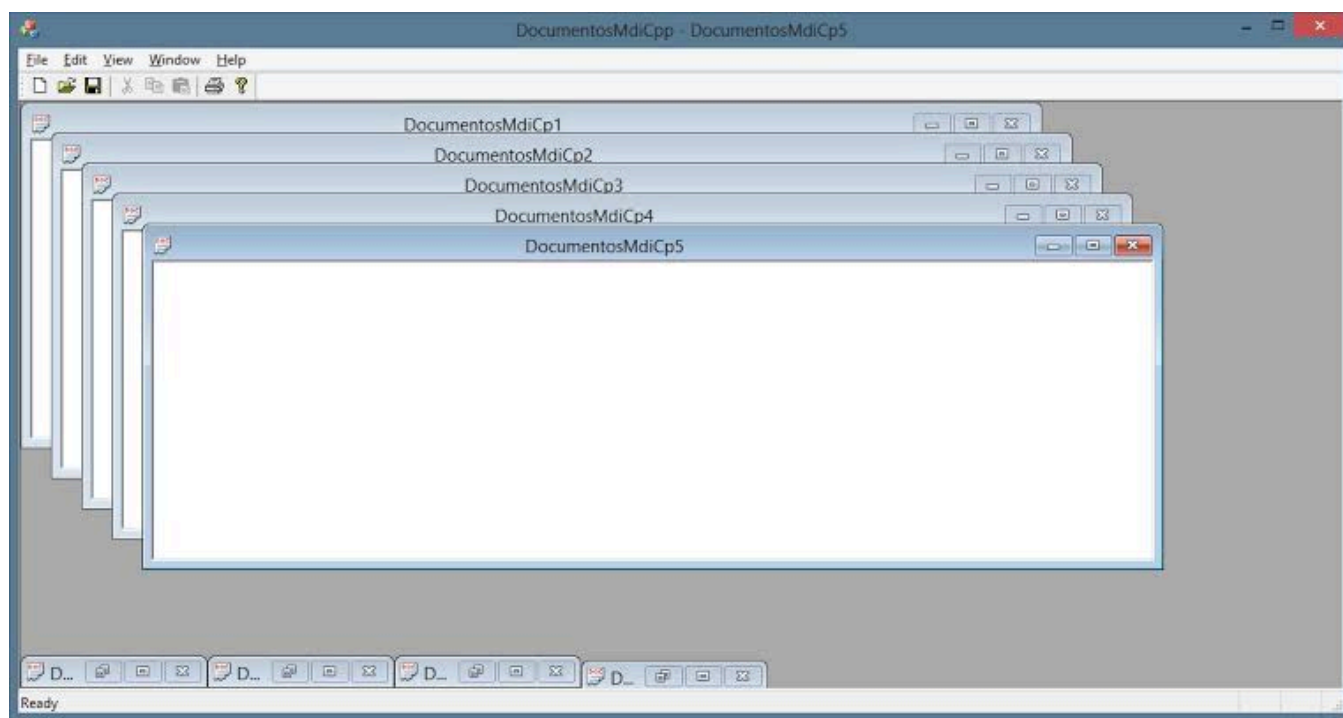 DocumentosMdiCpp - DocumentosMdiCp5
File Edit View Window Help
DocumentosMdiCp1
DocumentosMdiCp2
DocumentosMdiCp3
DocumentosMdiCp4
DocumentosMdiCp5
D... D... D... D...
Ready